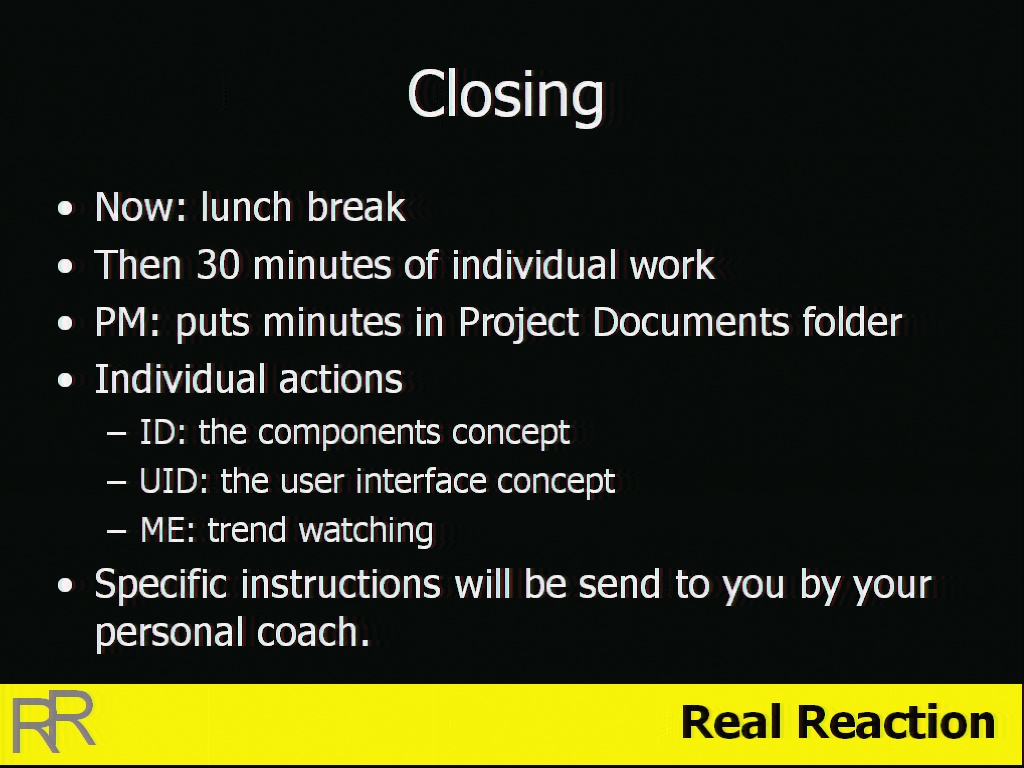 Closing
• Now: lunch break
• Then 30 minutes of individual work
• PM: puts minutes in Project Documents folder
• Individual actions
– ID: the components concept
– UID: the user interface concept
– ME: trend watching
• Specific instructions will be send to you by your
personal coach.
RR
Real Reaction